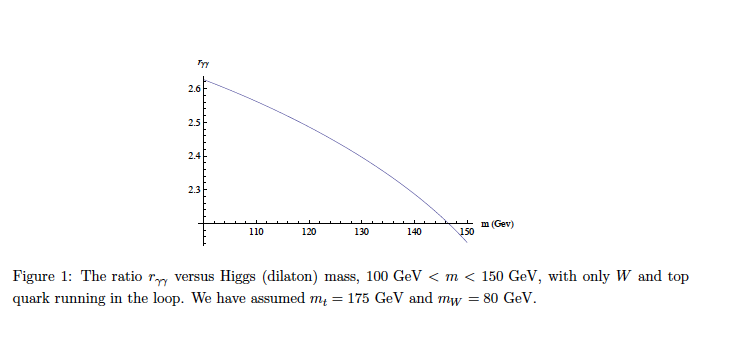 rγγ
2.6
2.5
2.4
2.3
110 120 130 140 150 m (Gev)
Figure 1: The ratio rγγ versus Higgs (dilaton) mass, 100 GeV < m < 150 GeV, with only W and top
quark running in the loop. We have assumed mt = 175 GeV and mW = 80 GeV.